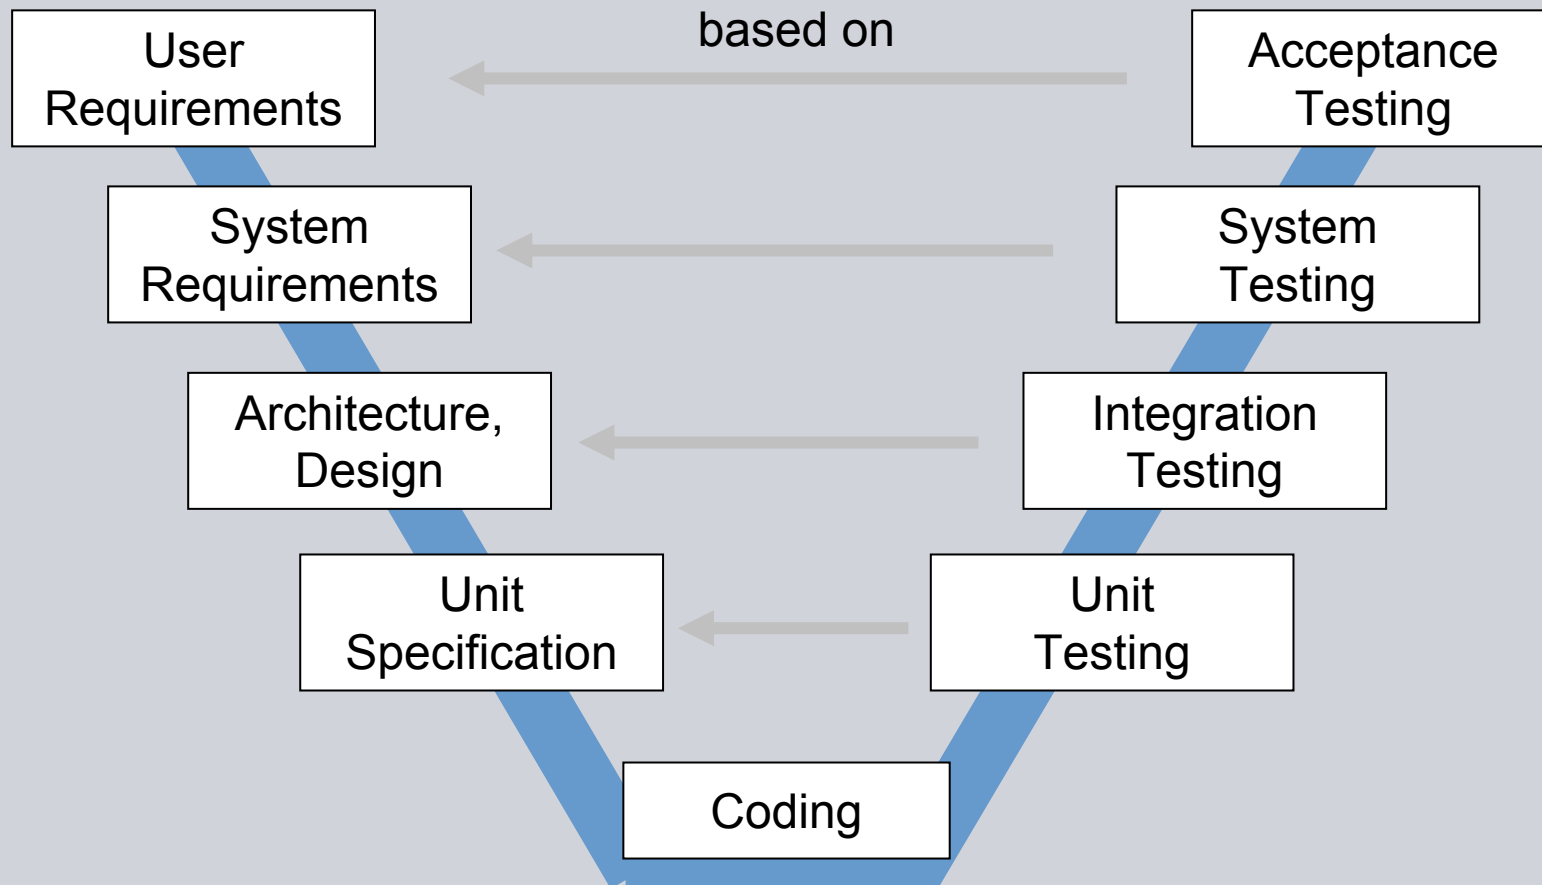 based on
User
Requirements
Acceptance
Testing
System
Requirements
System
Testing
Architecture,
Design
Integration
Testing
Unit
Specification
Unit
Testing
Coding